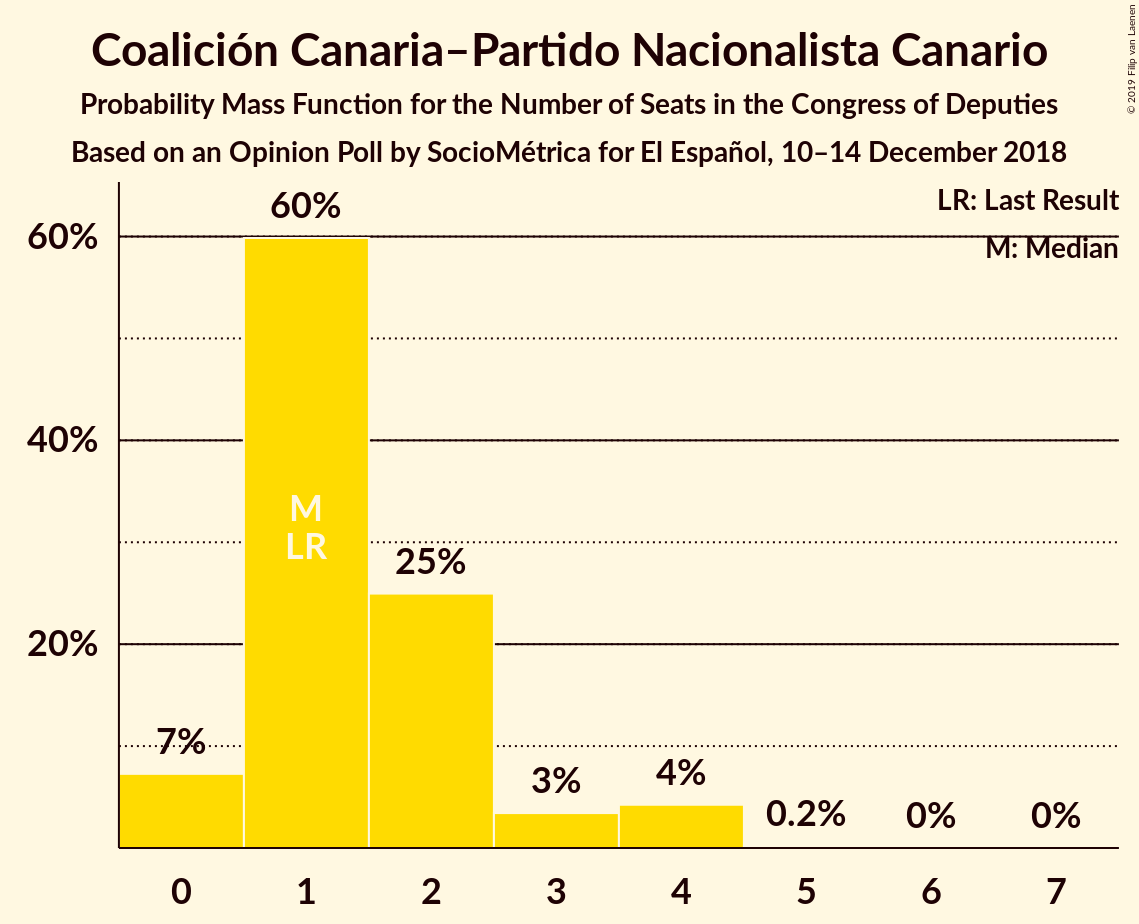 Coalición Canaria–Partido Nacionalista Canario
Probability Mass Function for the Number of Seats in the Congress of Deputies
Based on an Opinion Poll by SocioMétrica for El Español, 10–14 December 2018
© 2019 Filip van Laenen
LR: Last Result
M: Median
60%
40%
20%
7%
60%
M
LR
25%
3%
4%
0.2%
0%
0%
0 1 2 3 4 5 6 7